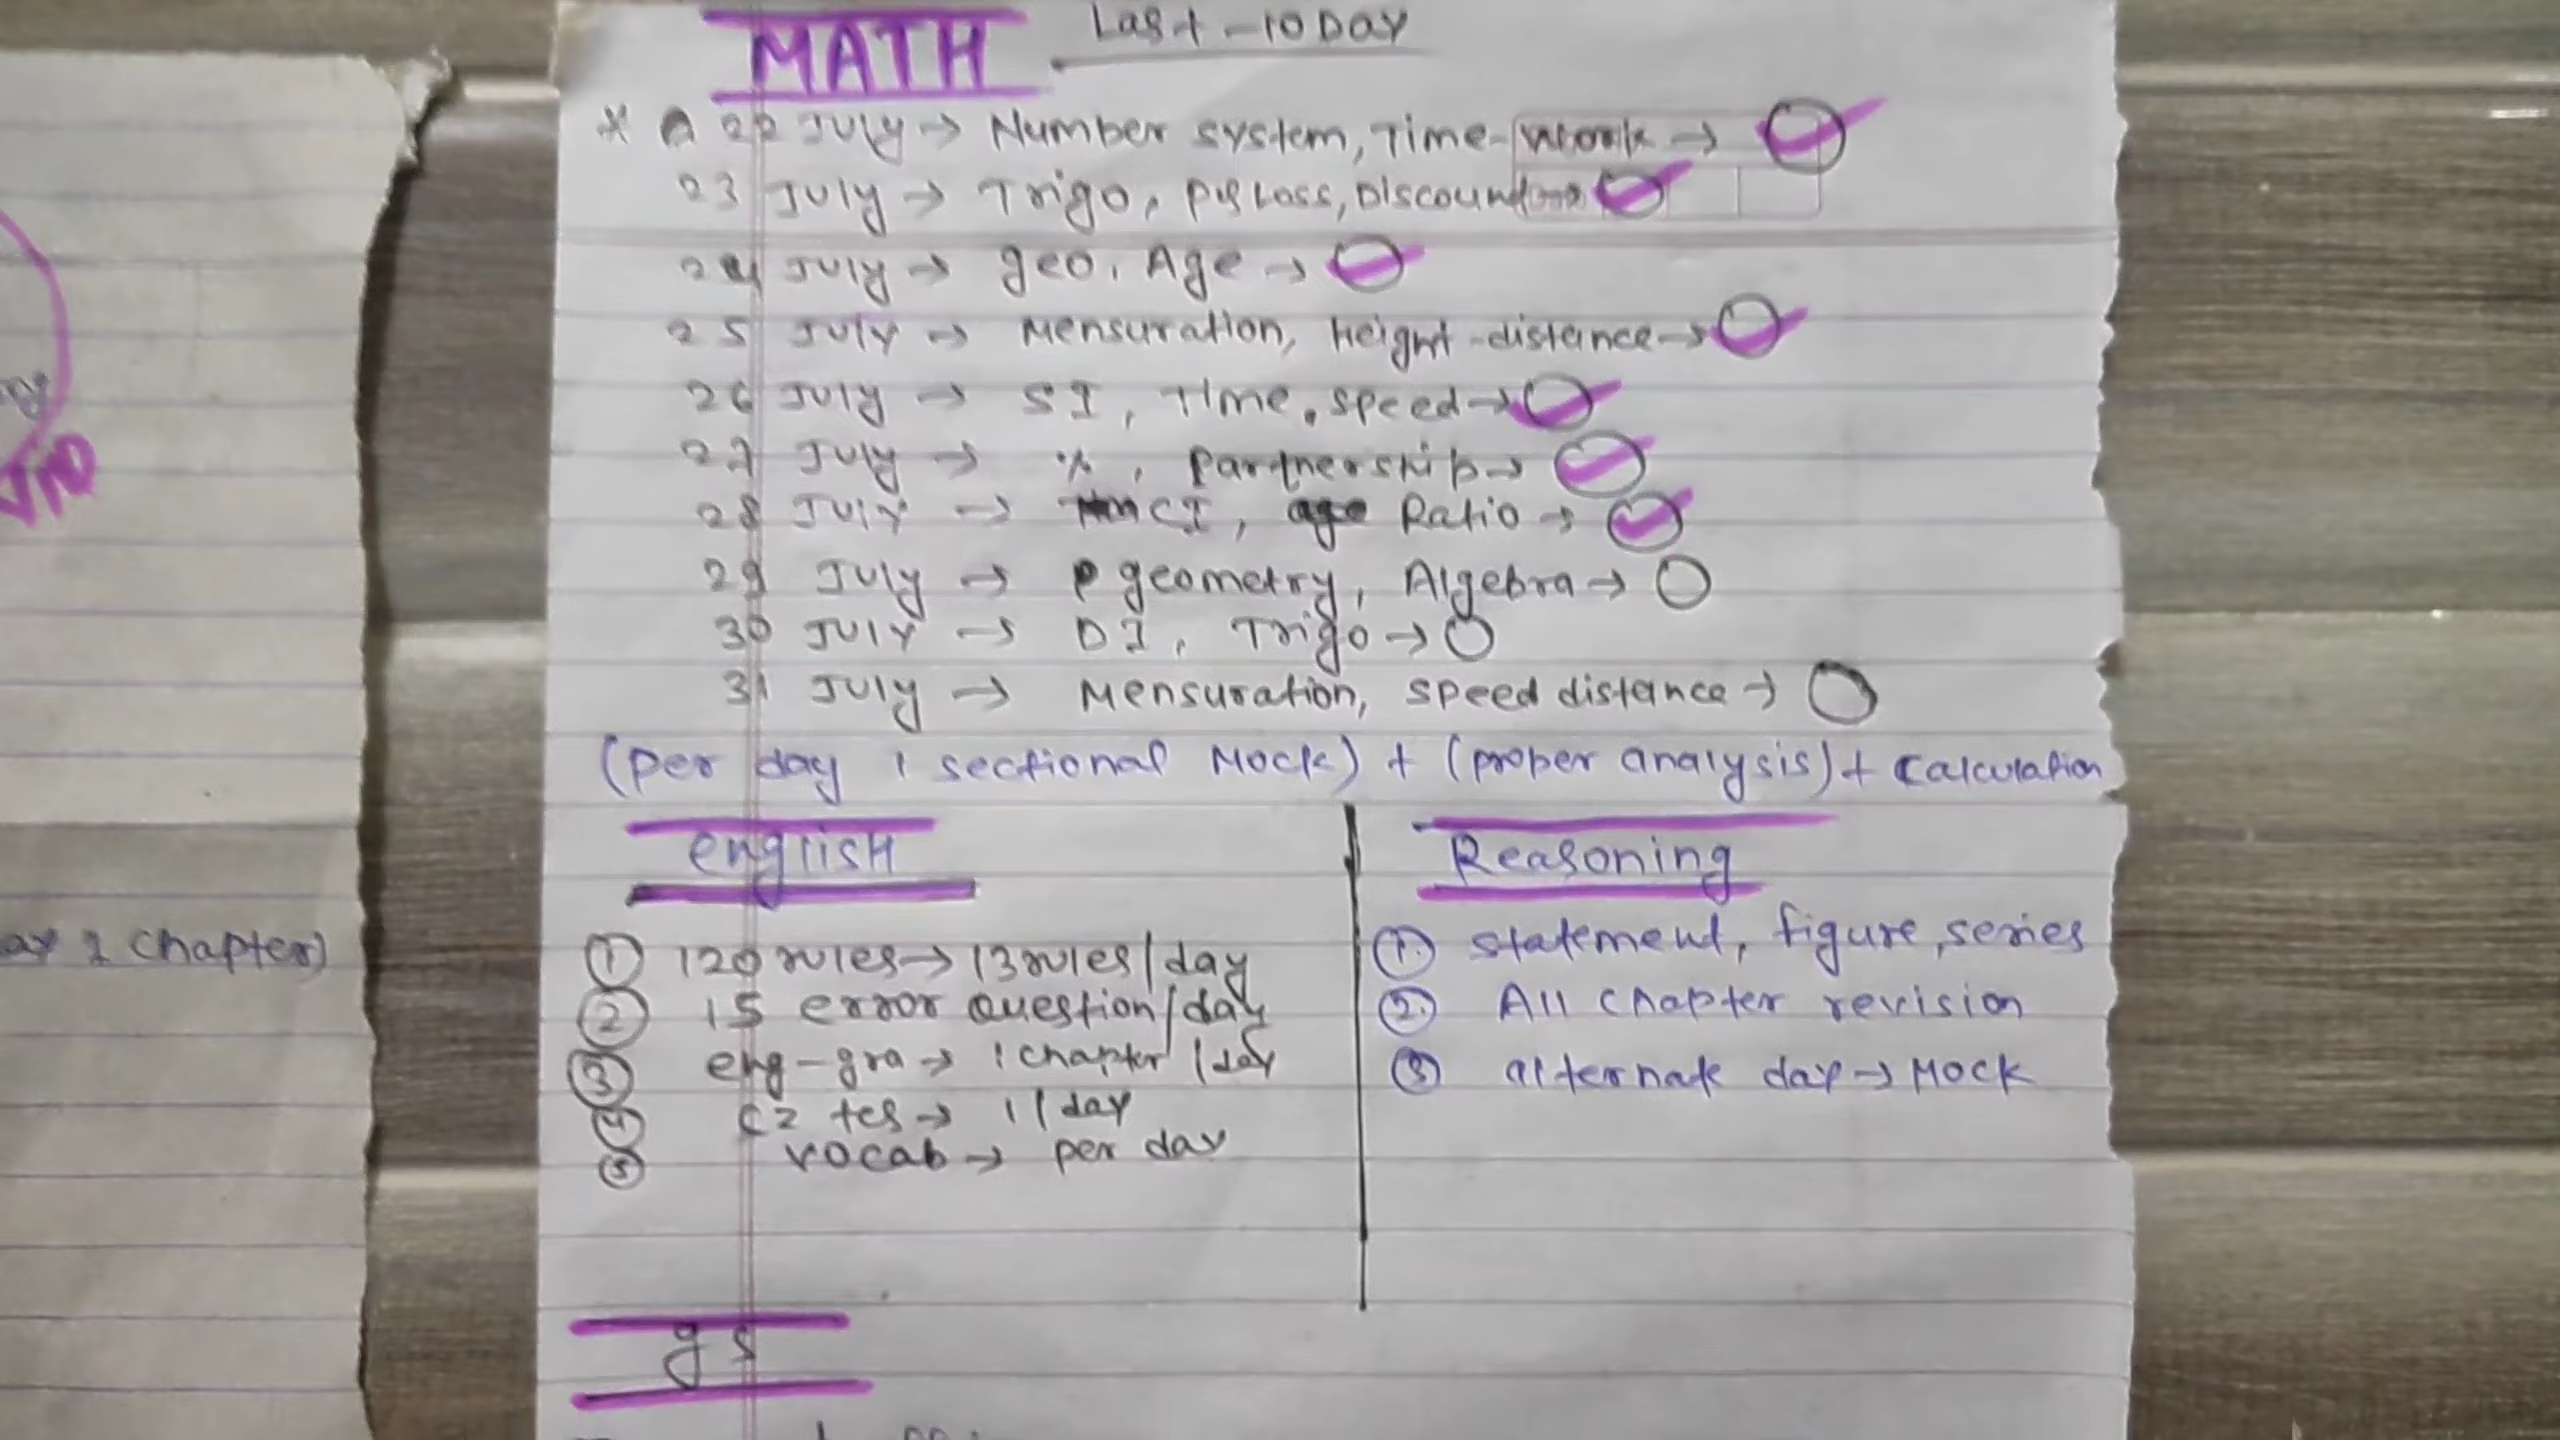 MATH Last -10 DAY
* 22 JULY → Number system, Time-Work →
23 JULY → Trigo, P&Loss, Discount →
24 JULY → geo, Age →
25 JULY → Mensuration, Height-distance →
26 JULY → SI, Time, speed →
27 JULY → %, Partnership →
28 JULY → CI, Ratio →
29 JULY → geometry, Algebra →
30 JULY → DI, Trigo →
31 JULY → Mensuration, Speed distance →
(Per day 1 sectional Mock) + (proper analysis) + Calculation
english
① 120 rules → 13 rules/day
② 15 error question/day
③ eng-gra → 1 chapter/day
④ CZ tes → 1/day
⑤ vocab → per day
Reasoning
①. statement, figure, series
②. All chapter revision
③ alternate day → Mock
gs
1 chapter)